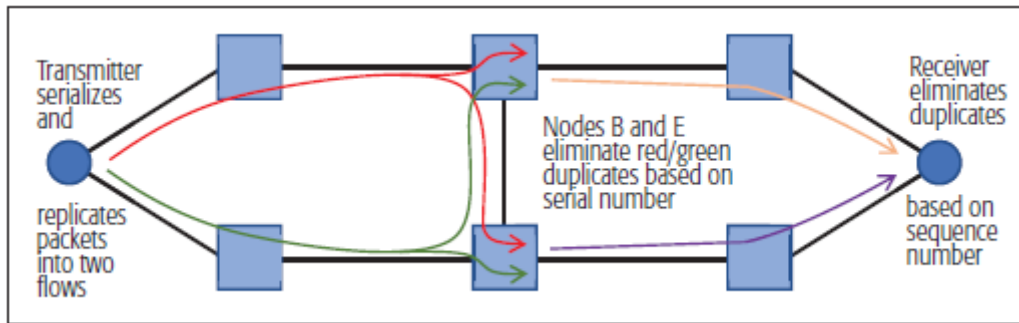 Transmitter
serializes
and
replicates
packets
into two
flows
Nodes B and E
eliminate red/green
duplicates based on
serial number
Receiver
eliminates
duplicates
based on
sequence
number